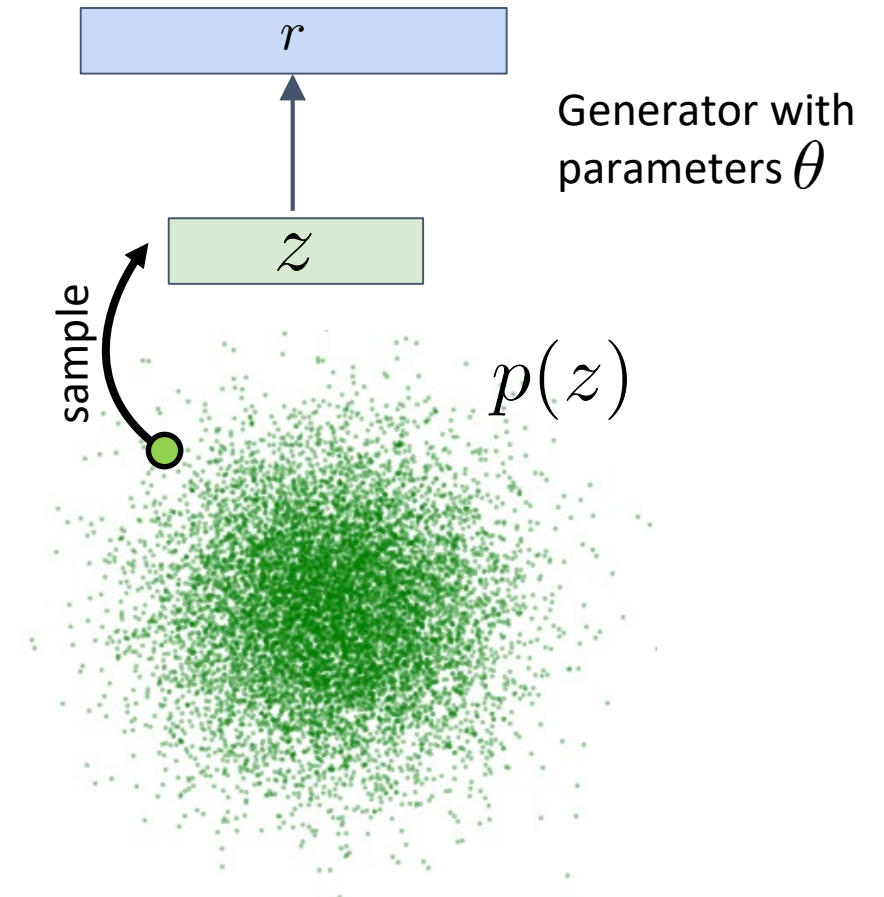 r
Generator with
parameters θ
z
sample
p(z)